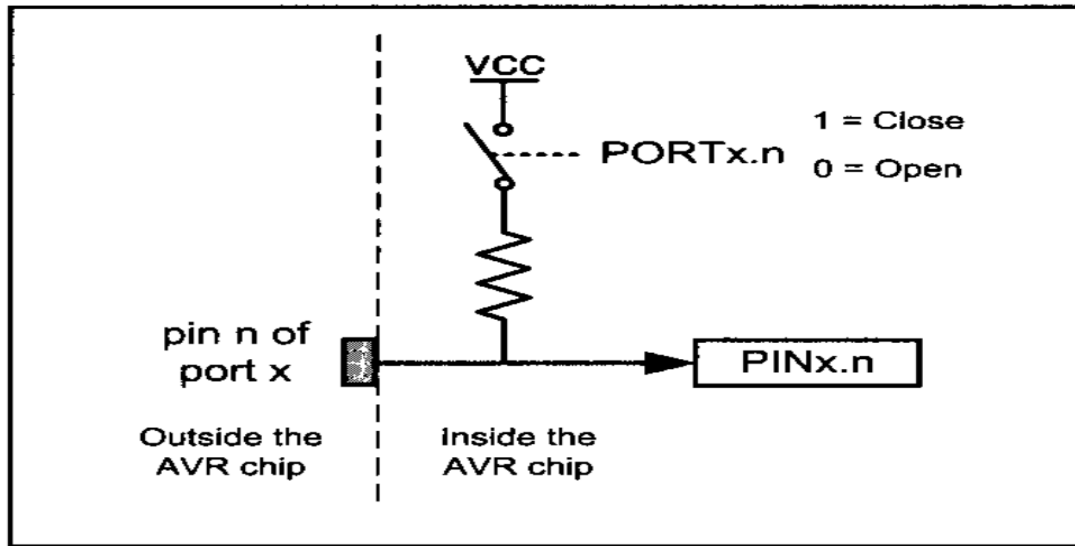 VCC
PORTx.n
1 = Close
0 = Open
pin n of
port x
PINx.n
Outside the
AVR chip
Inside the
AVR chip